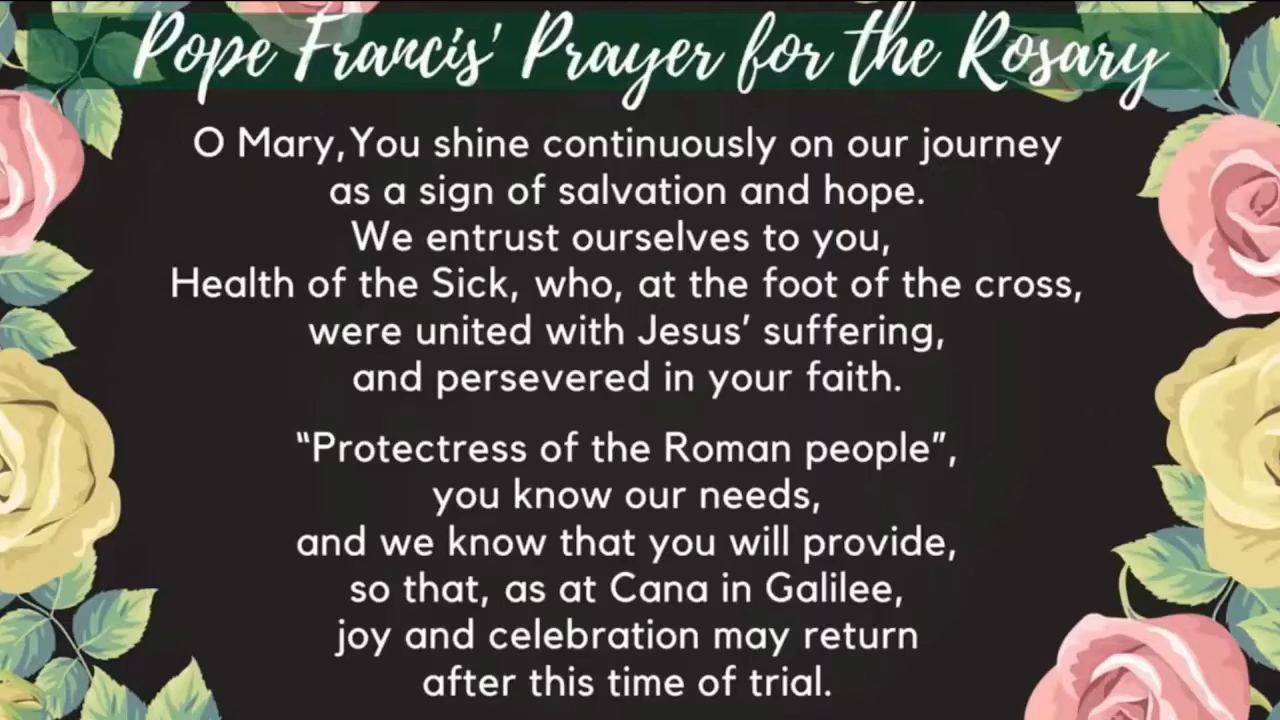 Pope Francis' Prayer for the Rosary
O Mary,You shine continuously on our journey
as a sign of salvation and hope.
We entrust ourselves to you,
Health of the Sick, who, at the foot of the cross,
were united with Jesus’ suffering,
and persevered in your faith.
“Protectress of the Roman people”,
you know our needs,
and we know that you will provide,
so that, as at Cana in Galilee,
joy and celebration may return
after this time of trial.